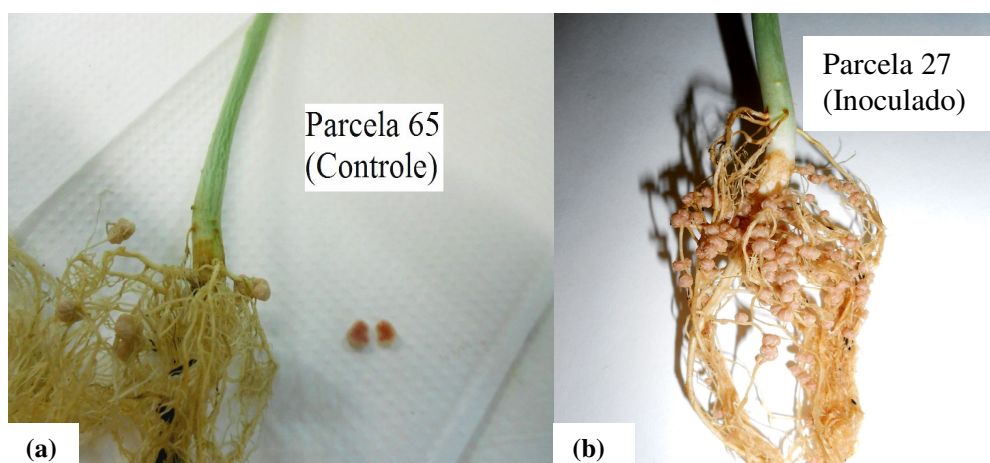 Parcela 65
(Controle)
(a)
Parcela 27
(Inoculado)
(b)